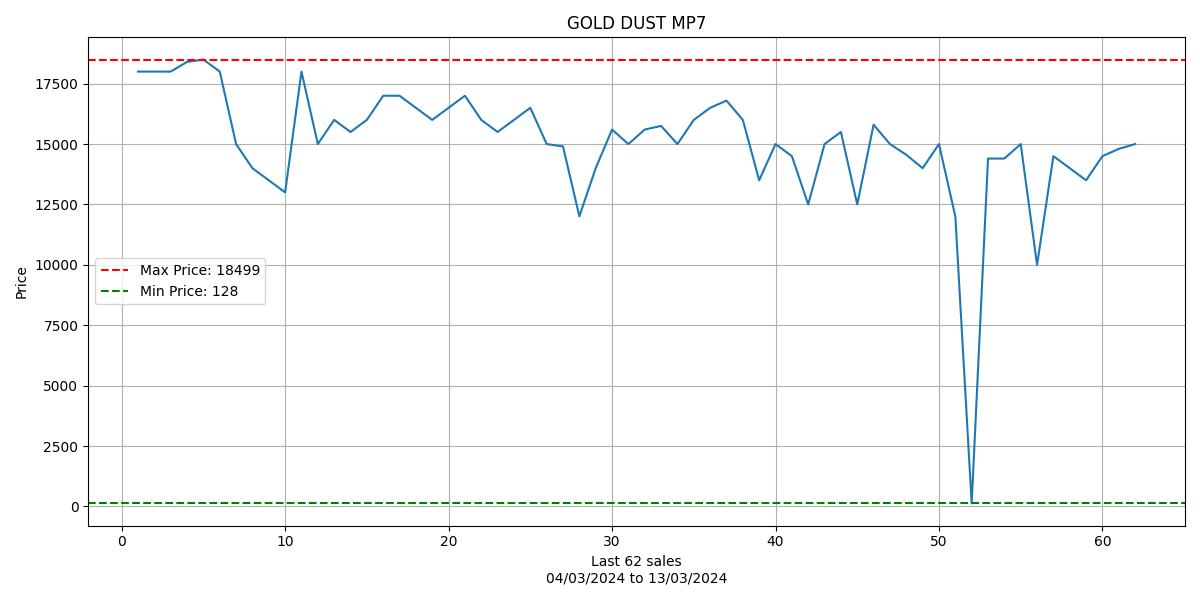 GOLD DUST MP7
Price
17500
15000
12500
10000
7500
5000
2500
0
Max Price: 18499
Min Price: 128
0 10 20 30 40 50 60
Last 62 sales
04/03/2024 to 13/03/2024